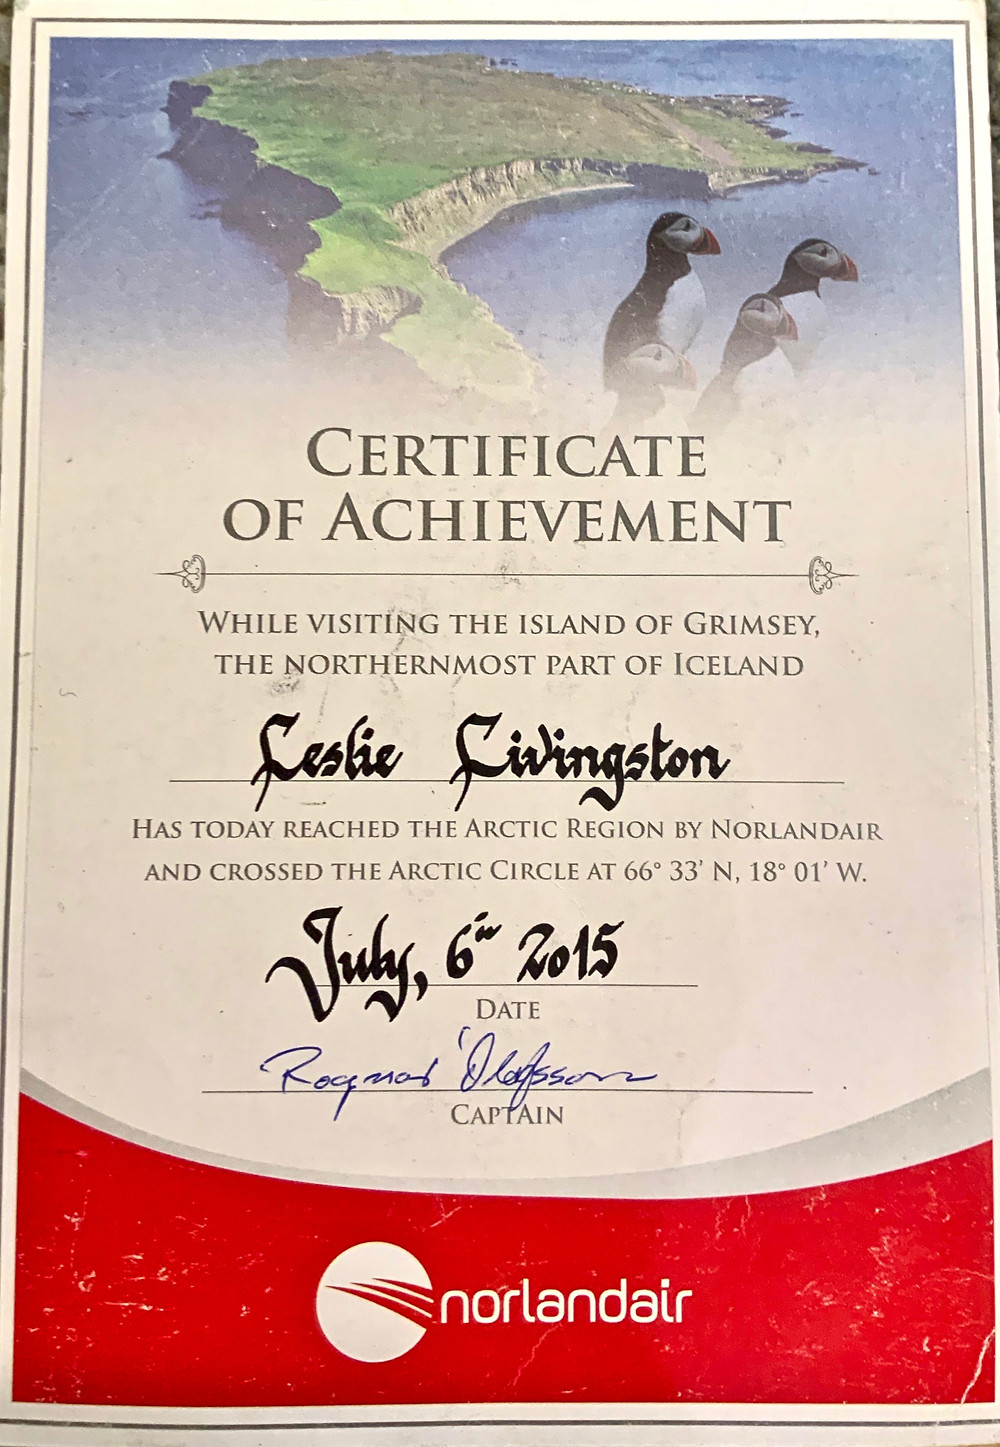 CERTIFICATE
OF ACHIEVEMENT
WHILE VISITING THE ISLAND OF GRIMSEY,
THE NORTHERNMOST PART OF ICELAND
Leslie Livingston
HAS TODAY REACHED THE ARCTIC REGION BY NORLANDAIR
AND CROSSED THE ARCTIC CIRCLE AT 66° 33' N, 18° 01' W.
July, 6th 2015
DATE
Ólafsson
CAPTAIN
norlandair